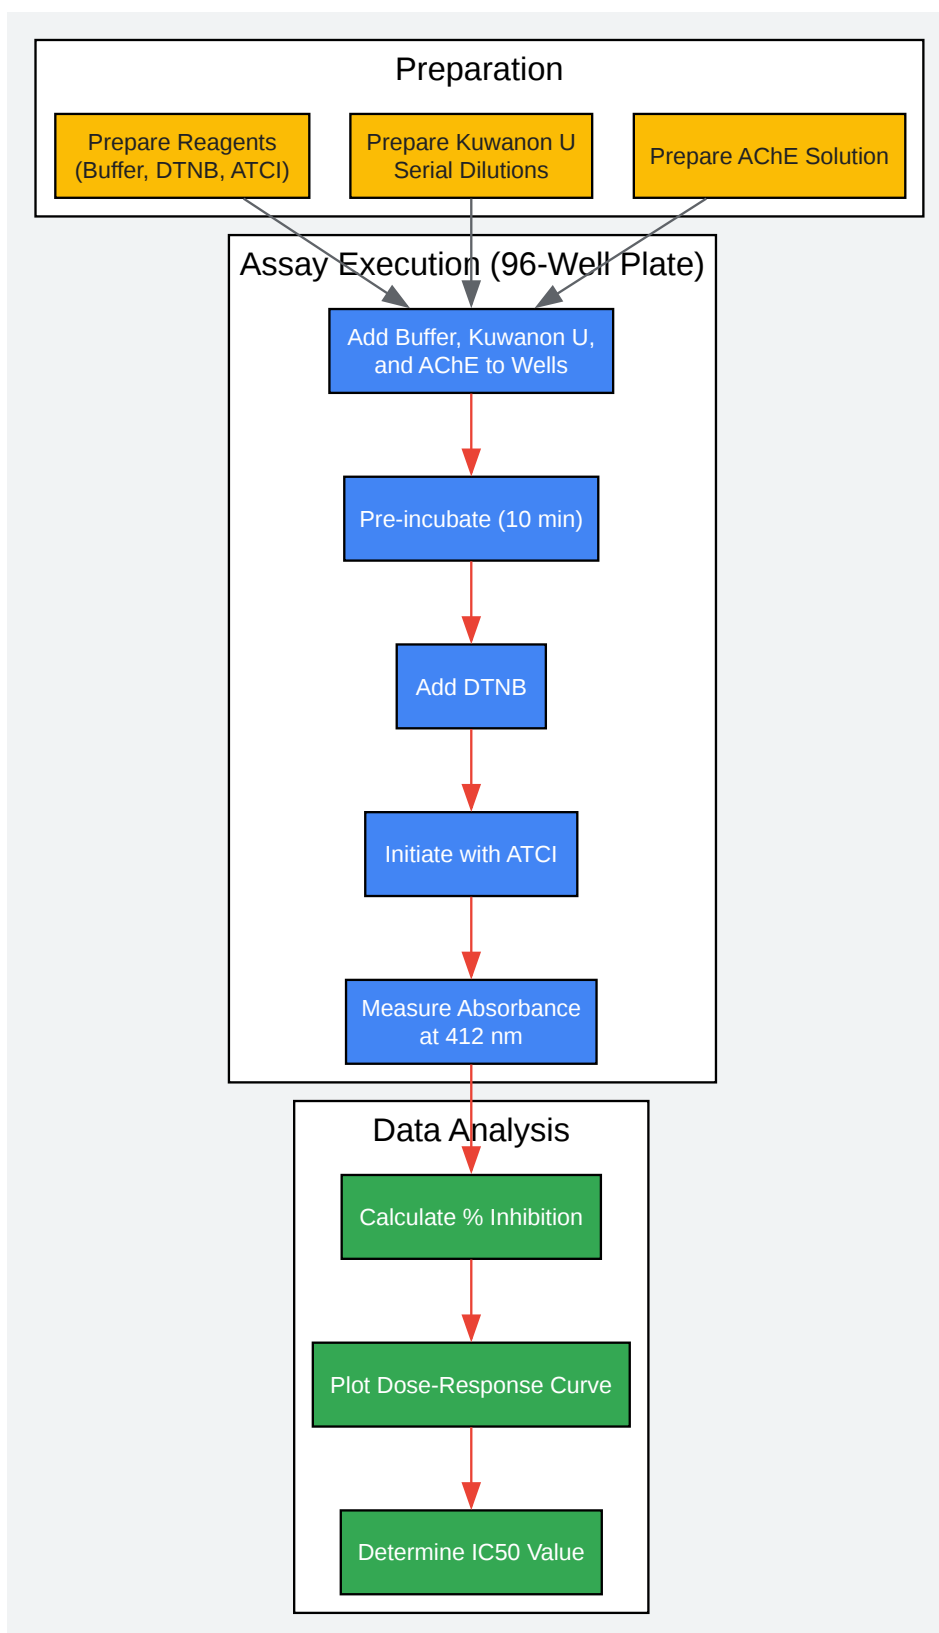 Preparation
Prepare Reagents
(Buffer, DTNB, ATCI)
Prepare Kuwanon U
Serial Dilutions
Prepare AChE Solution
Assay Execution (96-Well Plate)
Add Buffer, Kuwanon U,
and AChE to Wells
Pre-incubate (10 min)
Add DTNB
Initiate with ATCI
Measure Absorbance
at 412 nm
Data Analysis
Calculate % Inhibition
Plot Dose-Response Curve
Determine IC50 Value